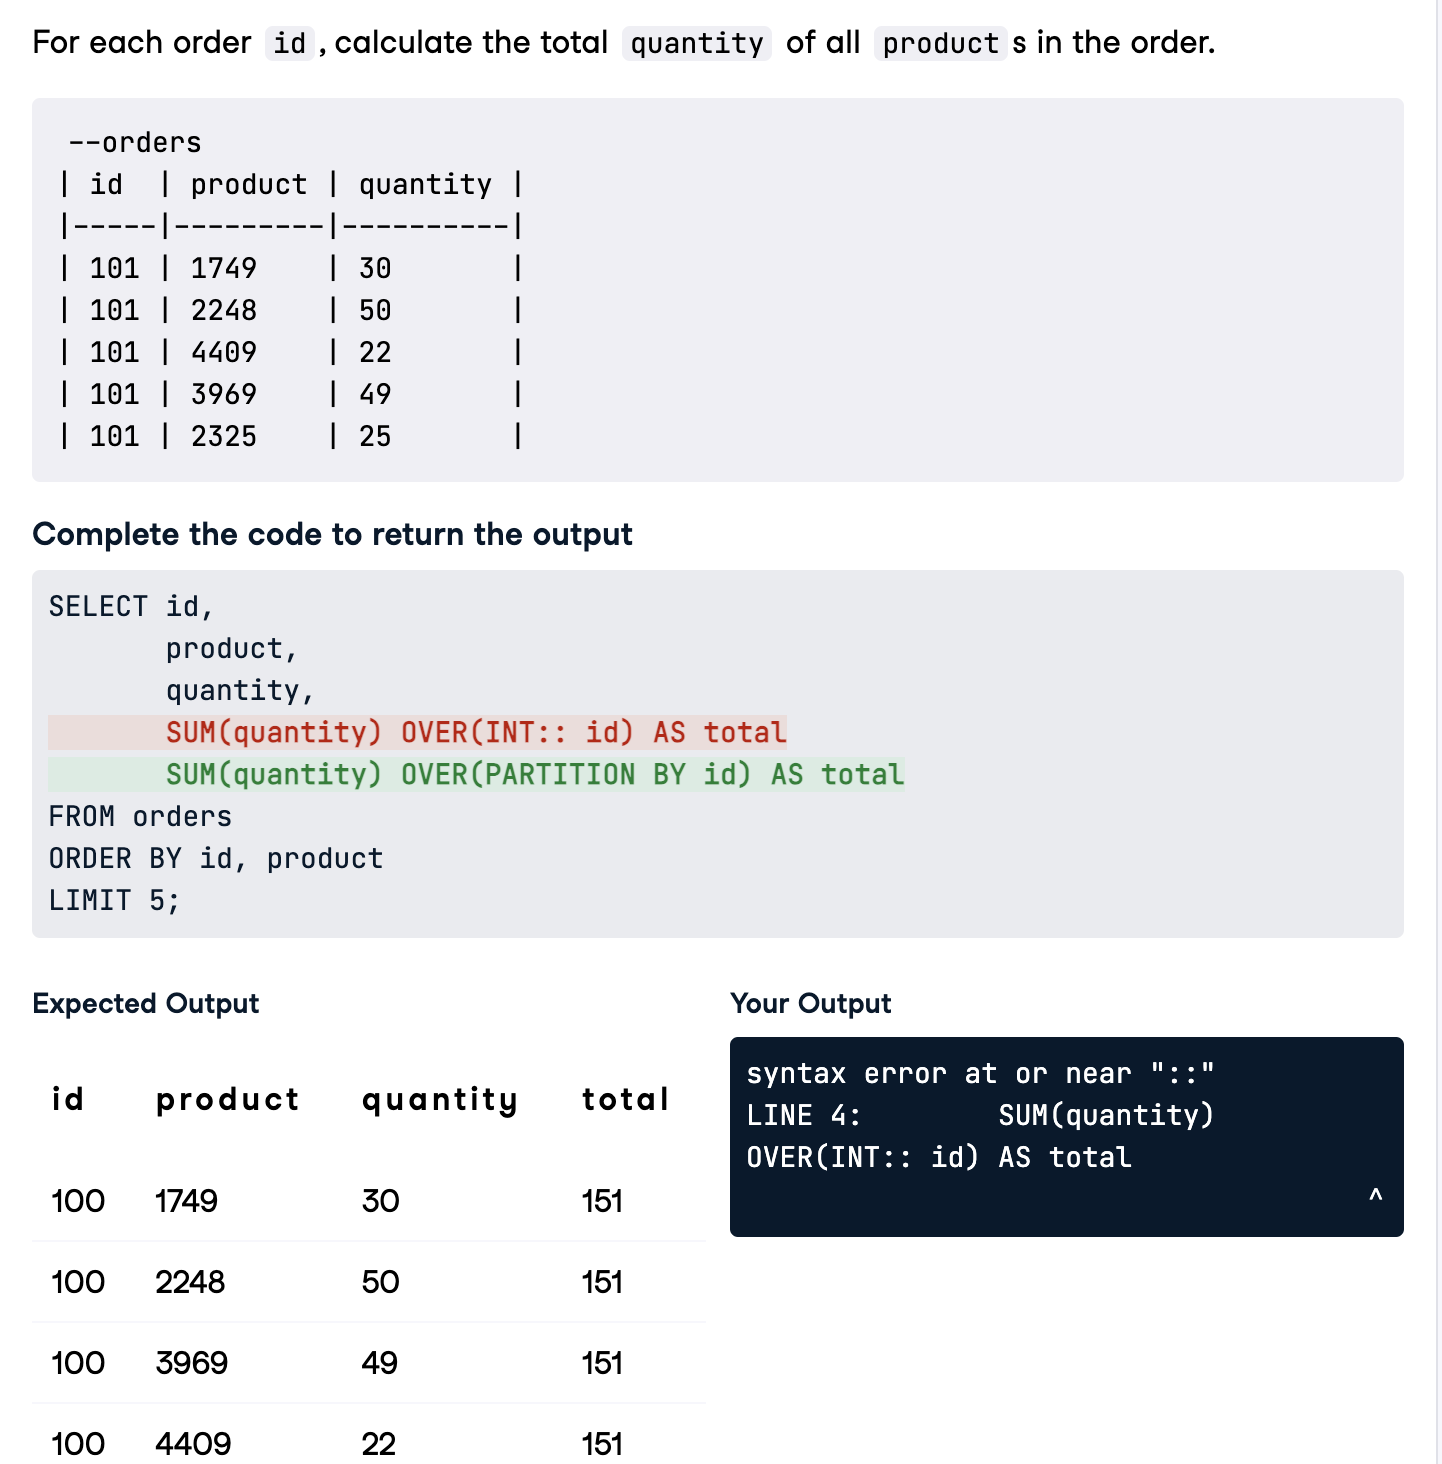 For each order id, calculate the total quantity of all product s in the order.
--orders
| id  | product | quantity |
|-----|---------|----------|
| 101 | 1749    | 30       |
| 101 | 2248    | 50       |
| 101 | 4409    | 22       |
| 101 | 3969    | 49       |
| 101 | 2325    | 25       |
Complete the code to return the output
SELECT id,
       product,
       quantity,
       SUM(quantity) OVER(INT:: id) AS total
       SUM(quantity) OVER(PARTITION BY id) AS total
FROM orders
ORDER BY id, product
LIMIT 5;
Expected Output
id product quantity total
100 1749 30 151
100 2248 50 151
100 3969 49 151
100 4409 22 151
Your Output
syntax error at or near "::"
LINE 4:        SUM(quantity)
OVER(INT:: id) AS total
^